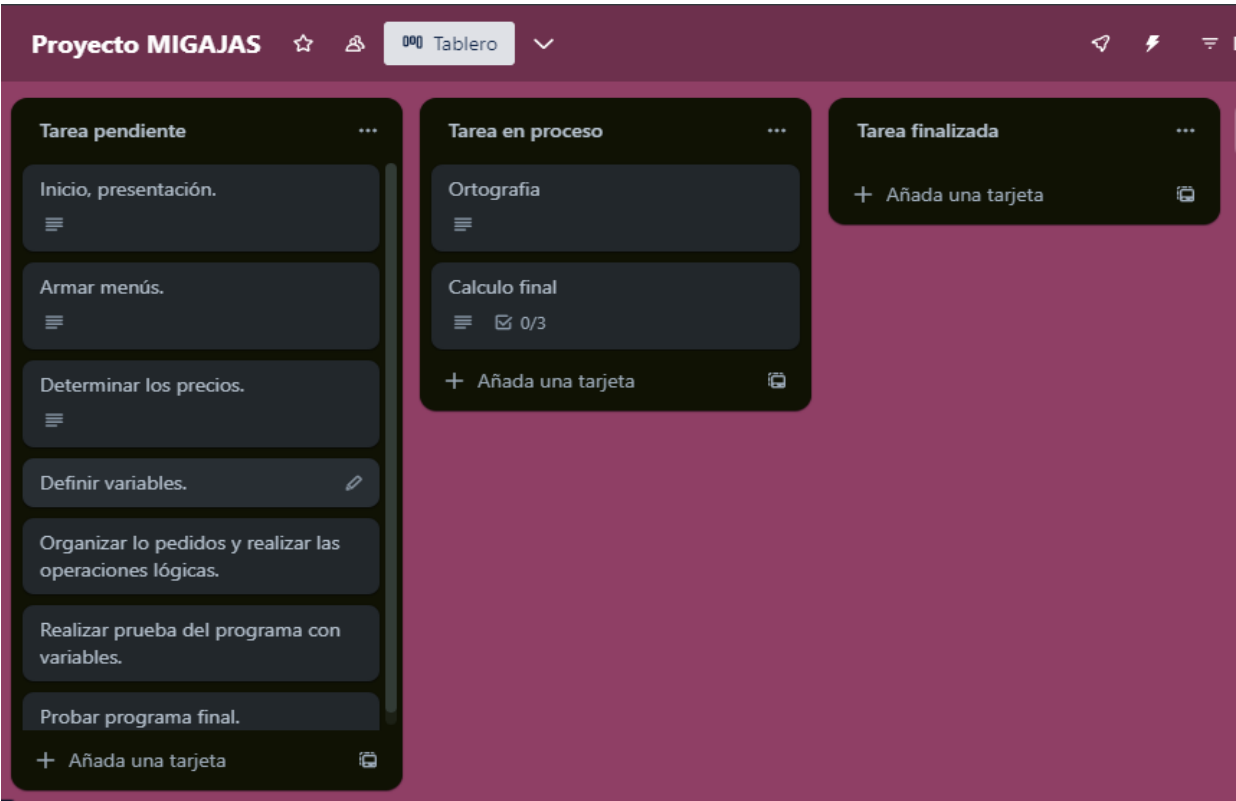 Proyecto MIGAJAS
Tablero
Tarea pendiente
Inicio, presentación.
Armar menús.
Determinar los precios.
Definir variables.
Organizar lo pedidos y realizar las
operaciones lógicas.
Realizar prueba del programa con
variables.
Probar programa final.
+ Añada una tarjeta
Tarea en proceso
Ortografia
Calculo final
0/3
+ Añada una tarjeta
Tarea finalizada
+ Añada una tarjeta